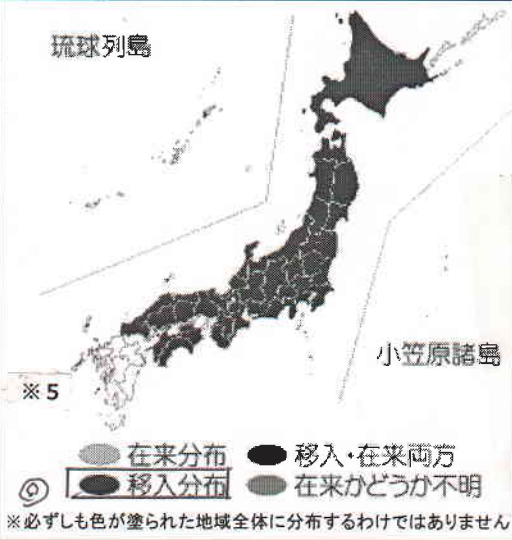 琉球列島
小笠原諸島
※5
在来分布 移入・在来両方
◎ 移入分布 在来かどうか不明
※必ずしも色が塗られた地域全体に分布するわけではありません